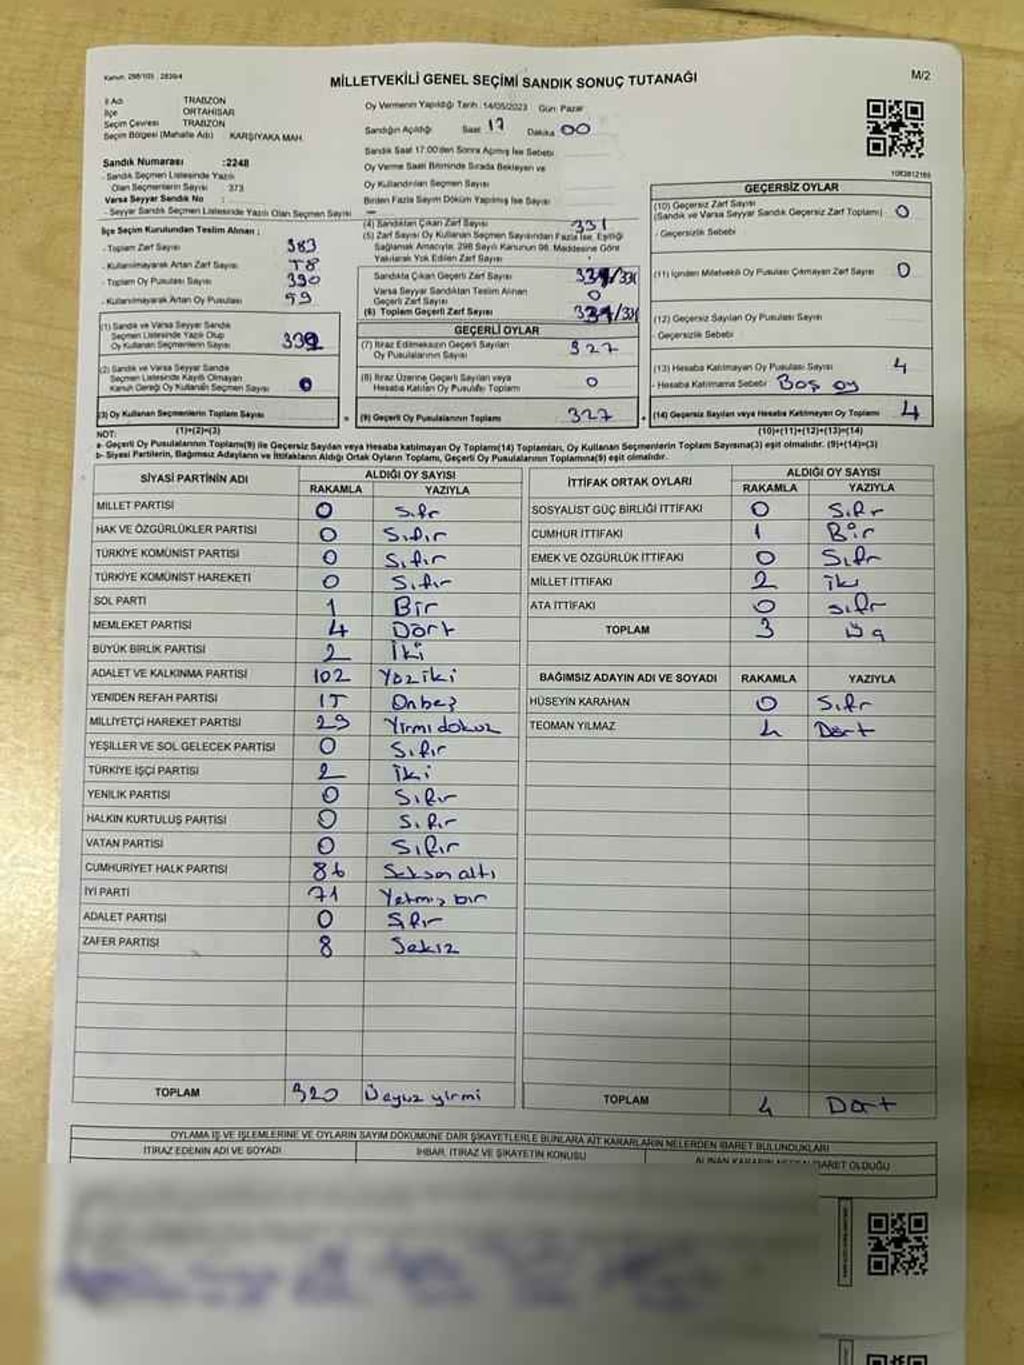 Kanun: 298/105 , 2839/4
MİLLETVEKİLİ GENEL SEÇİMİ SANDIK SONUÇ TUTANAĞI
M/2
İl Adı TRABZON
İlçe ORTAHİSAR
Seçim Çevresi TRABZON
Seçim Bölgesi (Mahalle Adı) KARŞIYAKA MAH.
Sandık Numarası :2248
- Sandık Seçmen Listesinde Yazılı
Olan Seçmenlerin Sayısı 373
Varsa Seyyar Sandık No :
- Seyyar Sandık Seçmen Listesinde Yazılı Olan Seçmen Sayısı
Oy Vermenin Yapıldığı Tarih :14/05/2023 Gün: Pazar
Sandığın Açıldığı Saat 17 Dakika 00
Sandık Saat 17:00'den Sonra Açılmış İse Sebebi
Oy Verme Saati Bitiminde Sırada Bekleyen ve
Oy Kullandırılan Seçmen Sayısı
Birden Fazla Sayım Döküm Yapılmış İse Sayısı
1083812165
İlçe Seçim Kurulundan Teslim Alınan :
- Toplam Zarf Sayısı 383
- Kullanılmayarak Artan Zarf Sayısı
- Toplam Oy Pusulası Sayısı 390
- Kullanılmayarak Artan Oy Pusulası
(1) Sandık ve Varsa Seyyar Sandık
Seçmen Listesinde Yazılı Olup
Oy Kullanan Seçmenlerin Sayısı
(2) Sandık ve Varsa Seyyar Sandık
Seçmen Listesinde Kayıtlı Olmayan
Kanun Gereği Oy Kullanan Seçmen Sayısı 0
(3) Oy Kullanan Seçmenlerin Toplam Sayısı
(1)+(2)=(3)
(4) Sandıktan Çıkan Zarf Sayısı 331
(5) Zarf Sayısı Oy Kullanan Seçmen Sayısından Fazla İse, Eşitliği
Sağlamak Amacıyla; 298 Sayılı Kanunun 98. Maddesine Göre
Yakılarak Yok Edilen Zarf Sayısı
Sandıkta Çıkan Geçerli Zarf Sayısı 331/331
Varsa Seyyar Sandıktan Teslim Alınan
Geçerli Zarf Sayısı 0
(6) Toplam Geçerli Zarf Sayısı 331/331
GEÇERLİ OYLAR
(7) İtiraz Edilmeksizin Geçerli Sayılan
Oy Pusulalarının Sayısı 327
(8) İtiraz Üzerine Geçerli Sayılan veya
Hesaba Katılan Oy Pusulası Toplamı 0
(9) Geçerli Oy Pusulalarının Toplamı 327
GEÇERSİZ OYLAR
(10) Geçersiz Zarf Sayısı
(Sandık ve Varsa Seyyar Sandık Geçersiz Zarf Toplamı) 0
- Geçersizlik Sebebi
(11) İçinden Milletvekili Oy Pusulası Çıkmayan Zarf Sayısı 0
(12) Geçersiz Sayılan Oy Pusulası Sayısı
- Geçersizlik Sebebi
(13) Hesaba Katılmayan Oy Pusulası Sayısı 4
- Hesaba Katılmama Sebebi Boş oy
(14) Geçersiz Sayılan veya Hesaba Katılmayan Oy Toplamı 4
(10)+(11)+(12)+(13)=(14)
NOT:
a- Geçerli Oy Pusulalarının Toplamı(9) ile Geçersiz Sayılan veya Hesaba katılmayan Oy Toplamı(14) Toplamları, Oy Kullanan Seçmenlerin Toplam Sayısına(3) eşit olmalıdır. (9)+(14)=(3)
b- Siyasi Partilerin, Bağımsız Adayların ve İttifakların Aldığı Ortak Oyların Toplamı, Geçerli Oy Pusulalarının Toplamına(9) eşit olmalıdır.
SİYASİ PARTİNİN ADI ALDIĞI OY SAYISI
RAKAMLA YAZIYLA
MİLLET PARTİSİ 0 Sıfır
HAK VE ÖZGÜRLÜKLER PARTİSİ 0 Sıfır
TÜRKİYE KOMÜNİST PARTİSİ 0 Sıfır
TÜRKİYE KOMÜNİST HAREKETİ 0 Sıfır
SOL PARTİ 1 Bir
MEMLEKET PARTİSİ 4 Dört
BÜYÜK BİRLİK PARTİSİ 2 İki
ADALET VE KALKINMA PARTİSİ 102 Yüziki
YENİDEN REFAH PARTİSİ 15 Onbeş
MİLLİYETÇİ HAREKET PARTİSİ 29 Yirmidokuz
YEŞİLLER VE SOL GELECEK PARTİSİ 0 Sıfır
TÜRKİYE İŞÇİ PARTİSİ 2 İki
YENİLİK PARTİSİ 0 Sıfır
HALKIN KURTULUŞ PARTİSİ 0 Sıfır
VATAN PARTİSİ 0 Sıfır
CUMHURİYET HALK PARTİSİ 86 Seksen altı
İYİ PARTİ 71 Yetmiş bir
ADALET PARTİSİ 0 Sıfır
ZAFER PARTİSİ 8 Sekiz
TOPLAM 320 Üçyüz yirmi
İTTİFAK ORTAK OYLARI ALDIĞI OY SAYISI
RAKAMLA YAZIYLA
SOSYALİST GÜÇ BİRLİĞİ İTTİFAKI 0 Sıfır
CUMHUR İTTİFAKI 1 Bir
EMEK VE ÖZGÜRLÜK İTTİFAKI 0 Sıfır
MİLLET İTTİFAKI 2 iki
ATA İTTİFAKI 0 sıfır
TOPLAM 3 üç
BAĞIMSIZ ADAYIN ADI VE SOYADI RAKAMLA YAZIYLA
HÜSEYİN KARAHAN 0 Sıfır
TEOMAN YILMAZ 4 Dört
TOPLAM 4 Dört
OYLAMA İŞ VE İŞLEMLERİNE VE OYLARIN SAYIM DÖKÜMÜNE DAİR ŞİKAYETLERLE BUNLARA AİT KARARLARIN NELERDEN İBARET BULUNDUKLARI
İTİRAZ EDENİN ADI VE SOYADI İHBAR, İTİRAZ VE ŞİKAYETİN KONUSU